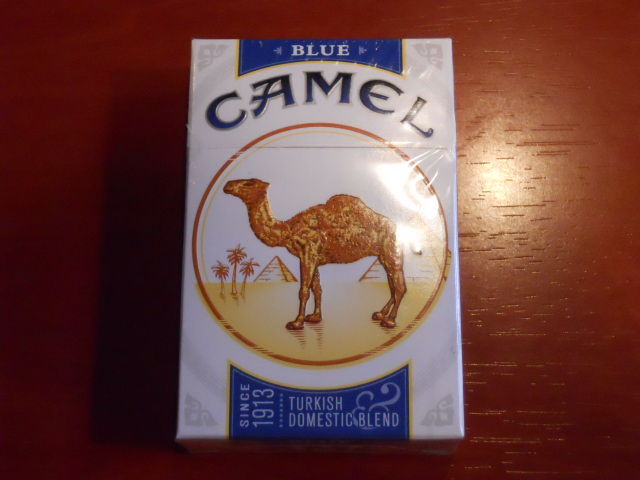 BLUE
CAMEL
SINCE
1913
TURKISH &
DOMESTIC BLEND